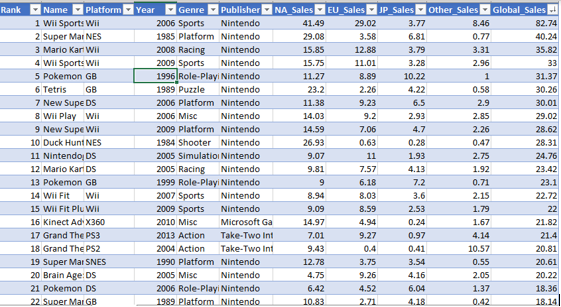 Rank Name Platform Year Genre Publisher NA_Sales EU_Sales JP_Sales Other_Sales Global_Sales
1 Wii Sports Wii 2006 Sports Nintendo 41.49 29.02 3.77 8.46 82.74
2 Super Mar NES 1985 Platform Nintendo 29.08 3.58 6.81 0.77 40.24
3 Mario Kar Wii 2008 Racing Nintendo 15.85 12.88 3.79 3.31 35.82
4 Wii Sports Wii 2009 Sports Nintendo 15.75 11.01 3.28 2.96 33
5 Pokemon GB 1996 Role-Playi Nintendo 11.27 8.89 10.22 1 31.37
6 Tetris GB 1989 Puzzle Nintendo 23.2 2.26 4.22 0.58 30.26
7 New Supe DS 2006 Platform Nintendo 11.38 9.23 6.5 2.9 30.01
8 Wii Play Wii 2006 Misc Nintendo 14.03 9.2 2.93 2.85 29.02
9 New Supe Wii 2009 Platform Nintendo 14.59 7.06 4.7 2.26 28.62
10 Duck Hunt NES 1984 Shooter Nintendo 26.93 0.63 0.28 0.47 28.31
11 Nintendog DS 2005 Simulation Nintendo 9.07 11 1.93 2.75 24.76
12 Mario Kart DS 2005 Racing Nintendo 9.81 7.57 4.13 1.92 23.42
13 Pokemon GB 1999 Role-Playi Nintendo 9 6.18 7.2 0.71 23.1
14 Wii Fit Wii 2007 Sports Nintendo 8.94 8.03 3.6 2.15 22.72
15 Wii Fit Plu Wii 2009 Sports Nintendo 9.09 8.59 2.53 1.79 22
16 Kinect Adv X360 2010 Misc Microsoft Ga 14.97 4.94 0.24 1.67 21.82
17 Grand The PS3 2013 Action Take-Two Int 7.01 9.27 0.97 4.14 21.4
18 Grand The PS2 2004 Action Take-Two Int 9.43 0.4 0.41 10.57 20.81
19 Super Mar SNES 1990 Platform Nintendo 12.78 3.75 3.54 0.55 20.61
20 Brain Age: DS 2005 Misc Nintendo 4.75 9.26 4.16 2.05 20.22
21 Pokemon DS 2006 Role-Playi Nintendo 6.42 4.52 6.04 1.37 18.36
22 Super Mar GB 1989 Platform Nintendo 10.83 2.71 4.18 0.42 18.14